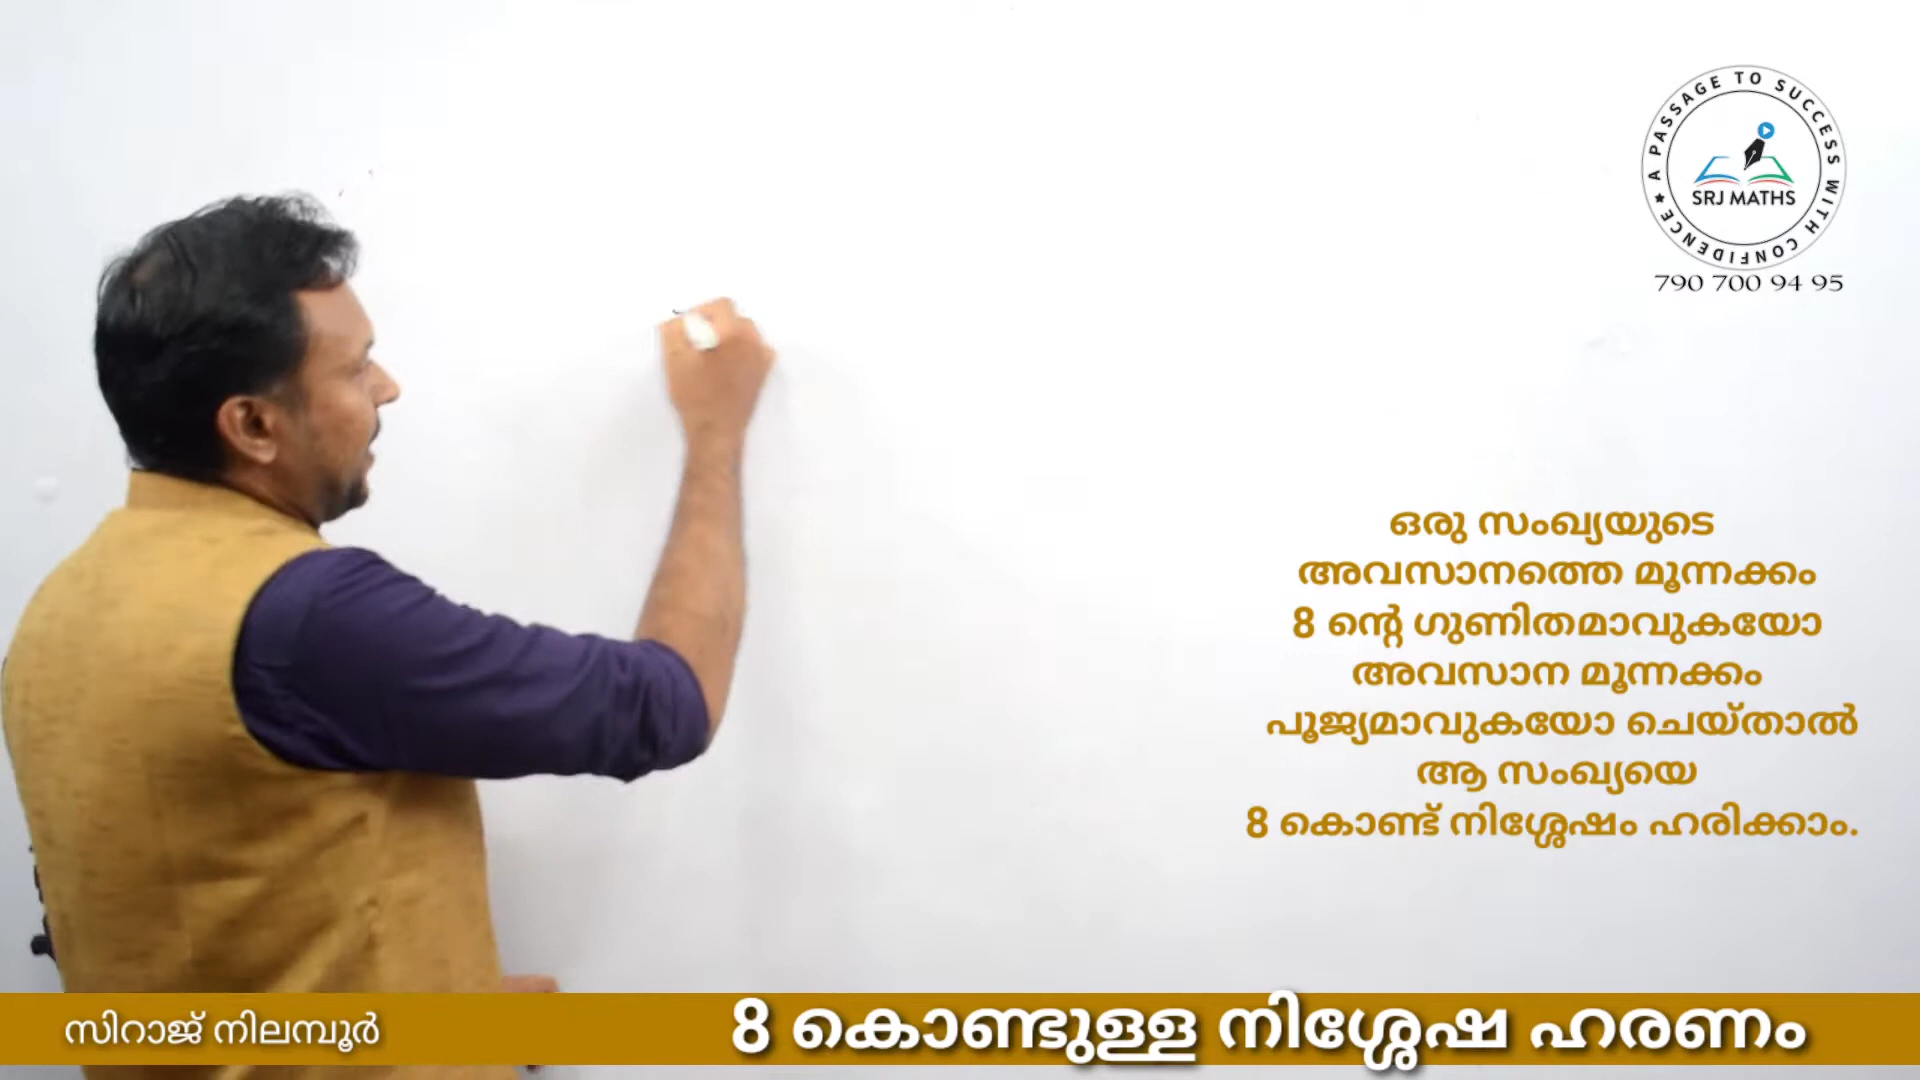 A PASSAGE TO SUCCESS WITH CONFIDENCE
SRJ MATHS
790 700 94 95
ഒരു സംഖ്യയുടെ
അവസാനത്തെ മൂന്നക്കം
8 ന്റെ ഗുണിതമാവുകയോ
അവസാന മൂന്നക്കം
പൂജ്യമാവുകയോ ചെയ്താൽ
ആ സംഖ്യയെ
8 കൊണ്ട് നിശ്ശേഷം ഹരിക്കാം.
സിറാജ് നിലമ്പൂർ
8 കൊണ്ടുള്ള നിശ്ശേഷ ഹരണം